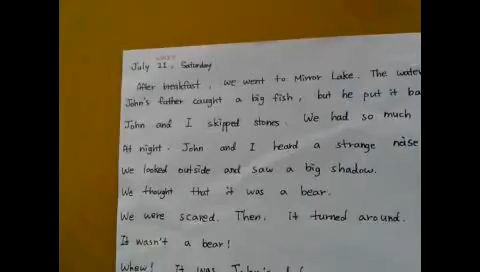 July 11, Saturday
After breakfast, we went to Mirror Lake. The water
John's father caught a big fish, but he put it ba
John and I skipped stones. We had so much
At night. John and I heard a strange noise
We looked outside and saw a big shadow.
We thought that it was a bear.
We were scared. Then, it turned around.
It wasn't a bear!
Whew! It was John's